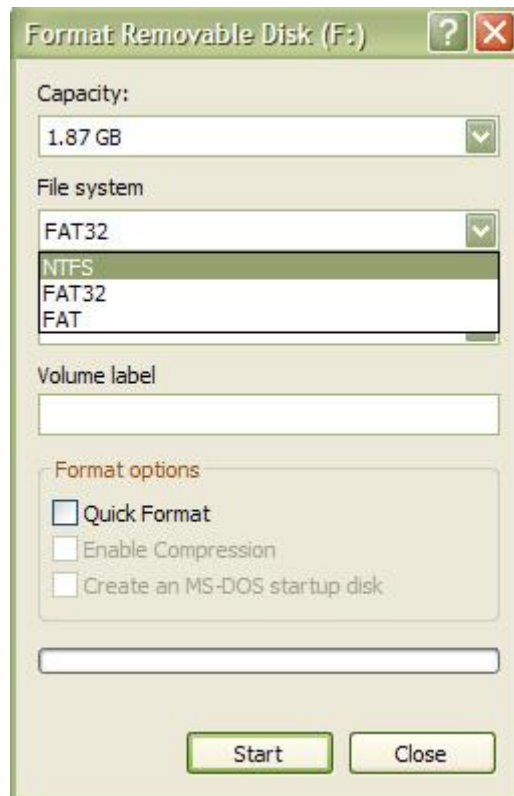 Format Removable Disk (F:)
Capacity:
1.87 GB
File system
FAT32
NTFS
FAT32
FAT
Volume label
Format options
Quick Format
Enable Compression
Create an MS-DOS startup disk
Start Close